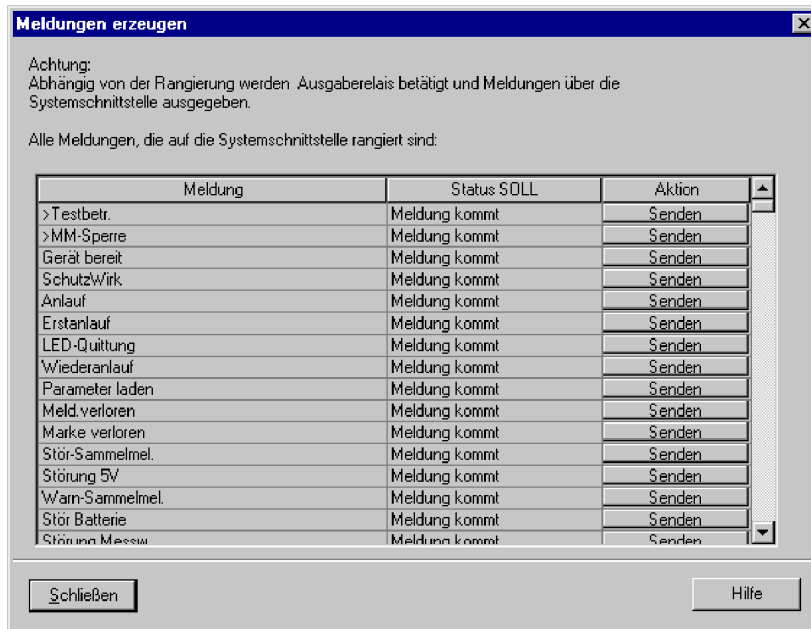 Meldungen erzeugen
Achtung:
Abhängig von der Rangierung werden Ausgaberelais betätigt und Meldungen über die
Systemschnittstelle ausgegeben.
Alle Meldungen, die auf die Systemschnittstelle rangiert sind:
Meldung Status SOLL Aktion
>Testbetr. Meldung kommt Senden
>MM-Sperre Meldung kommt Senden
Gerät bereit Meldung kommt Senden
SchutzWirk Meldung kommt Senden
Anlauf Meldung kommt Senden
Erstanlauf Meldung kommt Senden
LED-Quittung Meldung kommt Senden
Wiederanlauf Meldung kommt Senden
Parameter laden Meldung kommt Senden
Meld.verloren Meldung kommt Senden
Marke verloren Meldung kommt Senden
Stör-Sammelmel. Meldung kommt Senden
Störung 5V Meldung kommt Senden
Warn-Sammelmel. Meldung kommt Senden
Stör Batterie Meldung kommt Senden
Störung Messw. Meldung kommt Senden
Schließen Hilfe